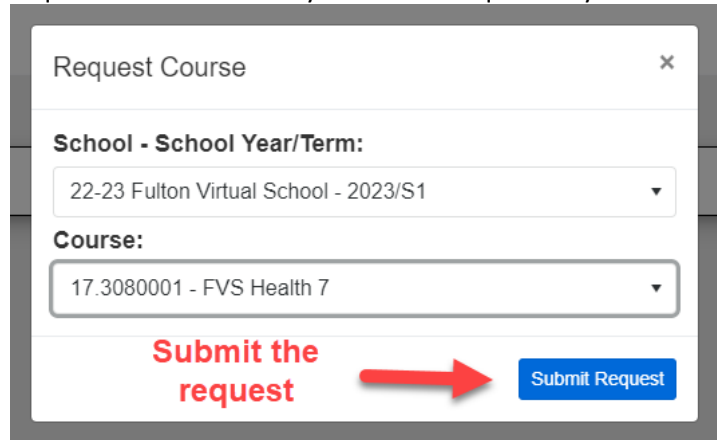 Request Course ×
School - School Year/Term:
22-23 Fulton Virtual School - 2023/S1
Course:
17.3080001 - FVS Health 7
Submit the
request
Submit Request